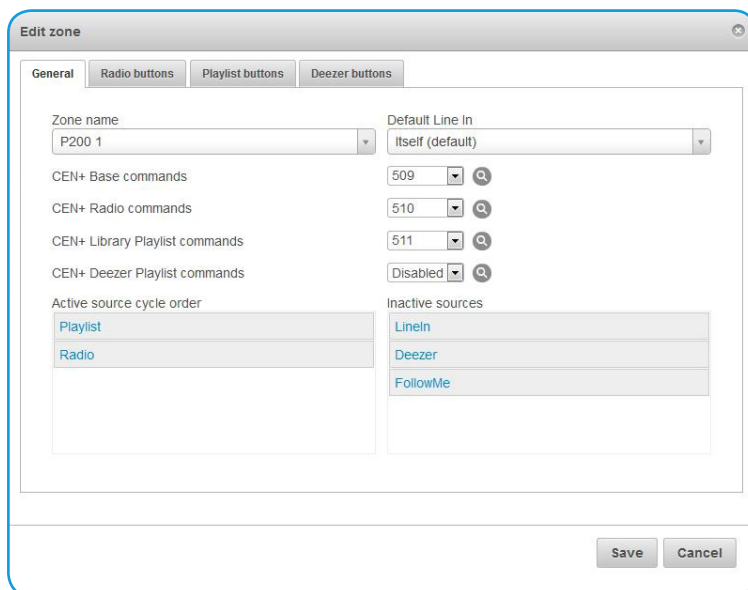 Edit zone
General
Radio buttons
Playlist buttons
Deezer buttons
Zone name
P200 1
Default Line In
Itself (default)
CEN+ Base commands
509
CEN+ Radio commands
510
CEN+ Library Playlist commands
511
CEN+ Deezer Playlist commands
Disabled
Active source cycle order
Playlist
Radio
Inactive sources
LineIn
Deezer
FollowMe
Save
Cancel